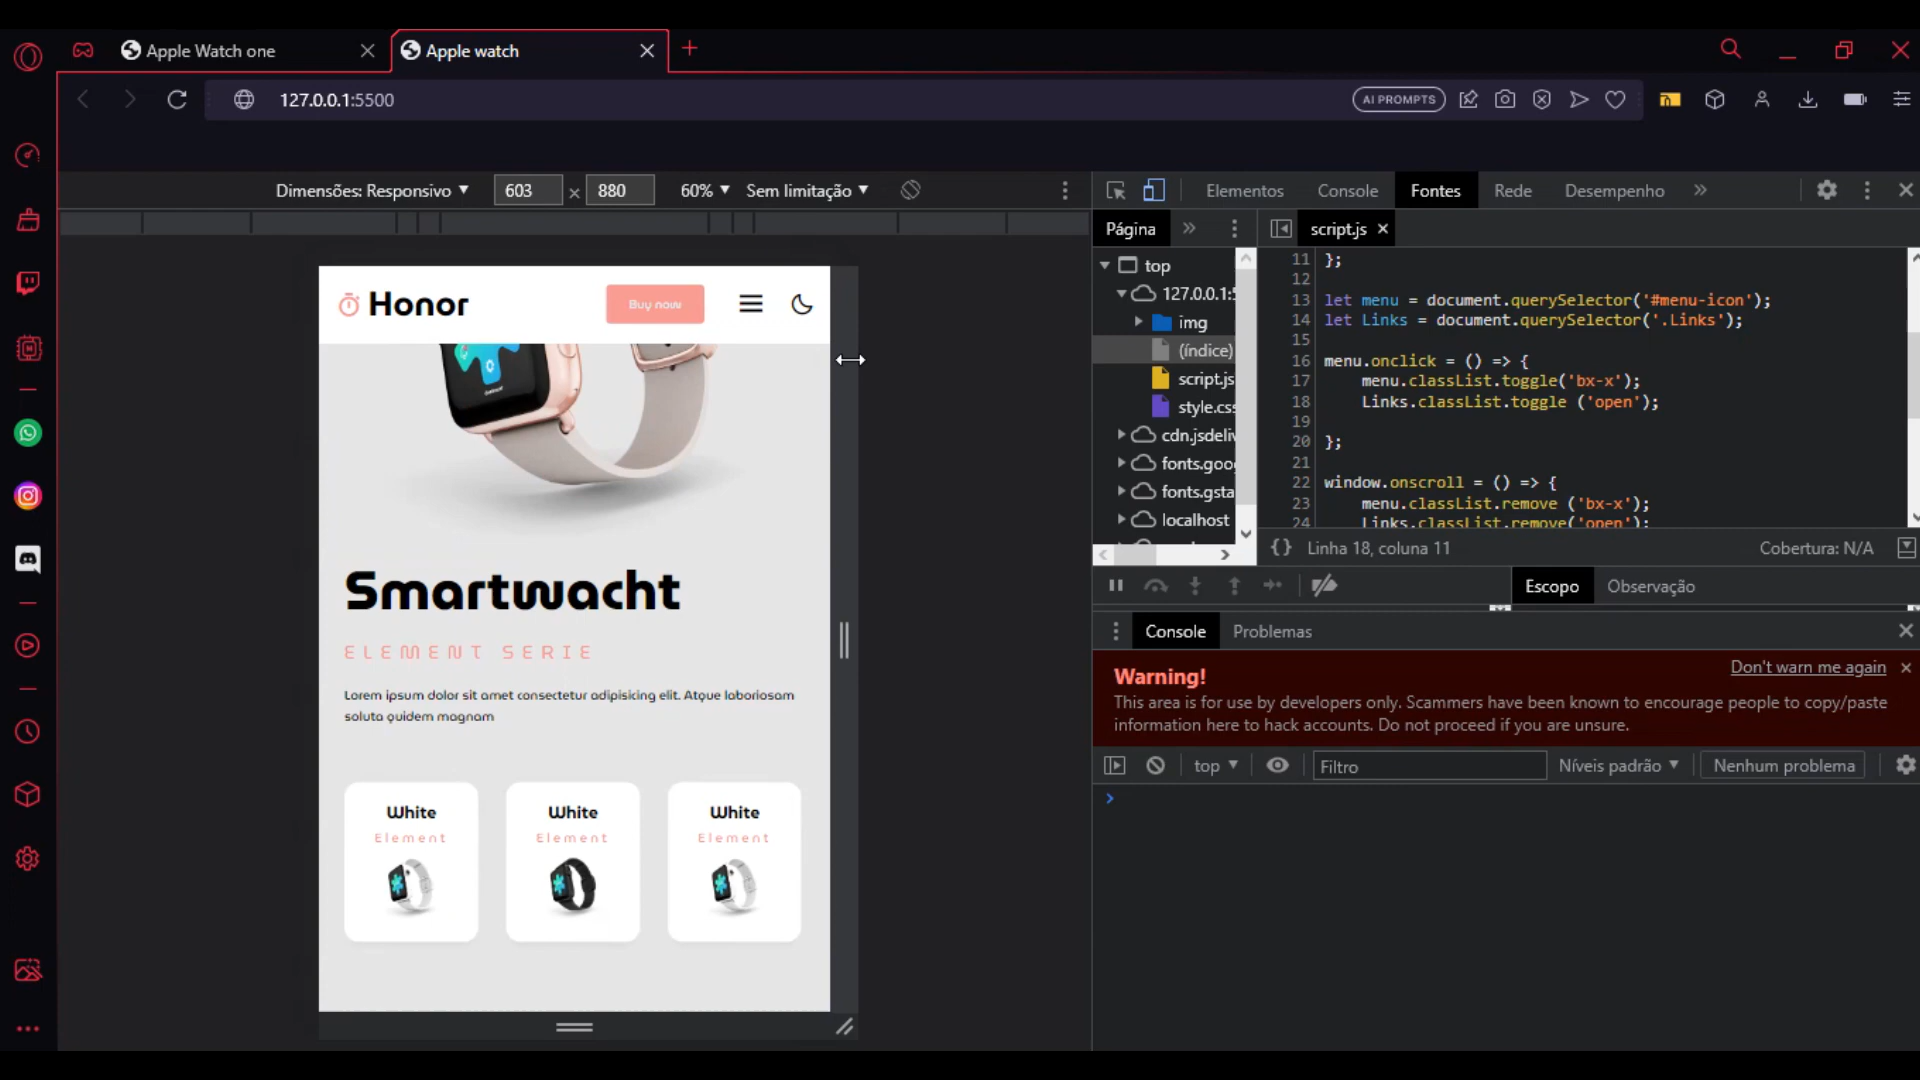 Apple Watch one
Apple watch
127.0.0.1:5500
AI PROMPTS
Dimensões: Responsivo
603
×
880
60%
Sem limitação
Elementos
Console
Fontes
Rede
Desempenho
Página
script.js
top
127.0.0.1:5
img
(índice)
script.js
style.css
cdn.jsdeliv
fonts.goog
fonts.gsta
localhost
11 };
12
13 let menu = document.querySelector('#menu-icon');
14 let Links = document.querySelector('.Links');
15
16 menu.onclick = () => {
17 menu.classList.toggle('bx-x');
18 Links.classList.toggle ('open');
19
20 };
21
22 window.onscroll = () => {
23 menu.classList.remove ('bx-x');
24 Links.classList.remove('open');
{} Linha 18, coluna 11
Cobertura: N/A
Escopo
Observação
Console
Problemas
Warning!
Don't warn me again
This area is for use by developers only. Scammers have been known to encourage people to copy/paste
information here to hack accounts. Do not proceed if you are unsure.
top
Filtro
Níveis padrão
Nenhum problema
Honor
Buy now
Smartwacht
ELEMENT SERIE
Lorem ipsum dolor sit amet consectetur adipisicing elit. Atque laboriosam
soluta quidem magnam
White
Element
White
Element
White
Element